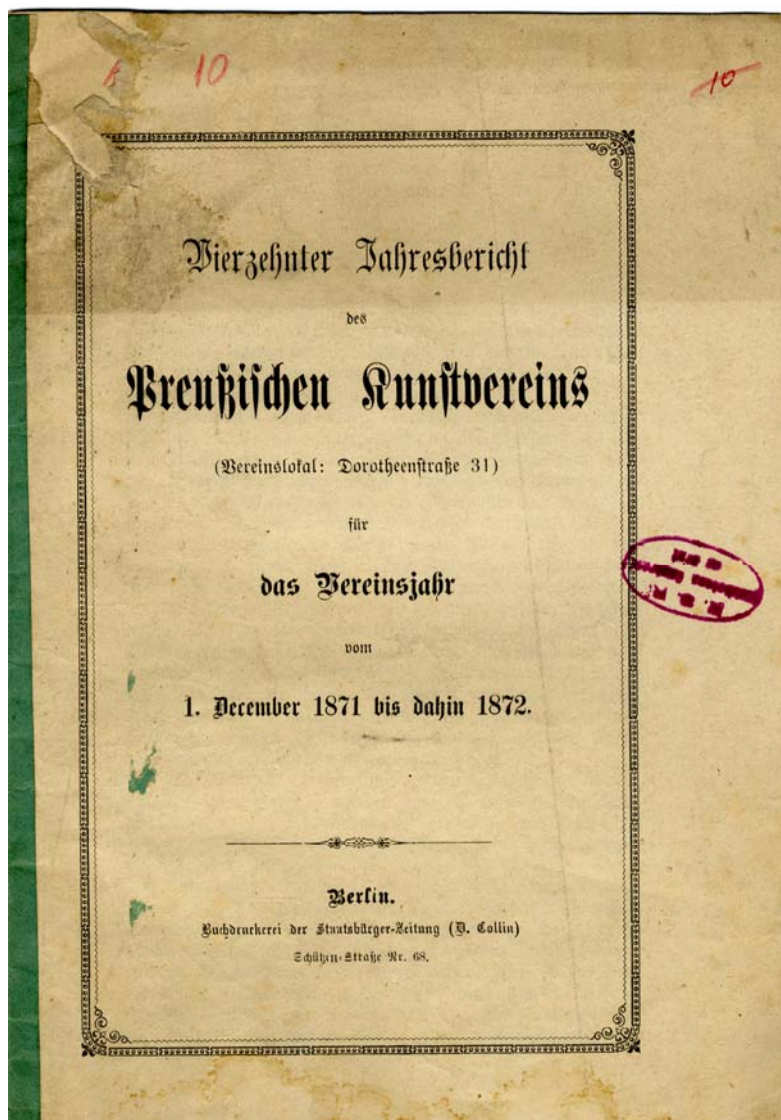 10
10
Vierzehnter Jahresbericht
des
Preußischen Kunstvereins
(Vereinslokal: Dorotheenstraße 31)
für
das Vereinsjahr
vom
1. December 1871 bis dahin 1872.
Berlin.
Buchdruckerei der Staatsbürger-Zeitung (D. Collin)
Schützen-Straße Nr. 68.